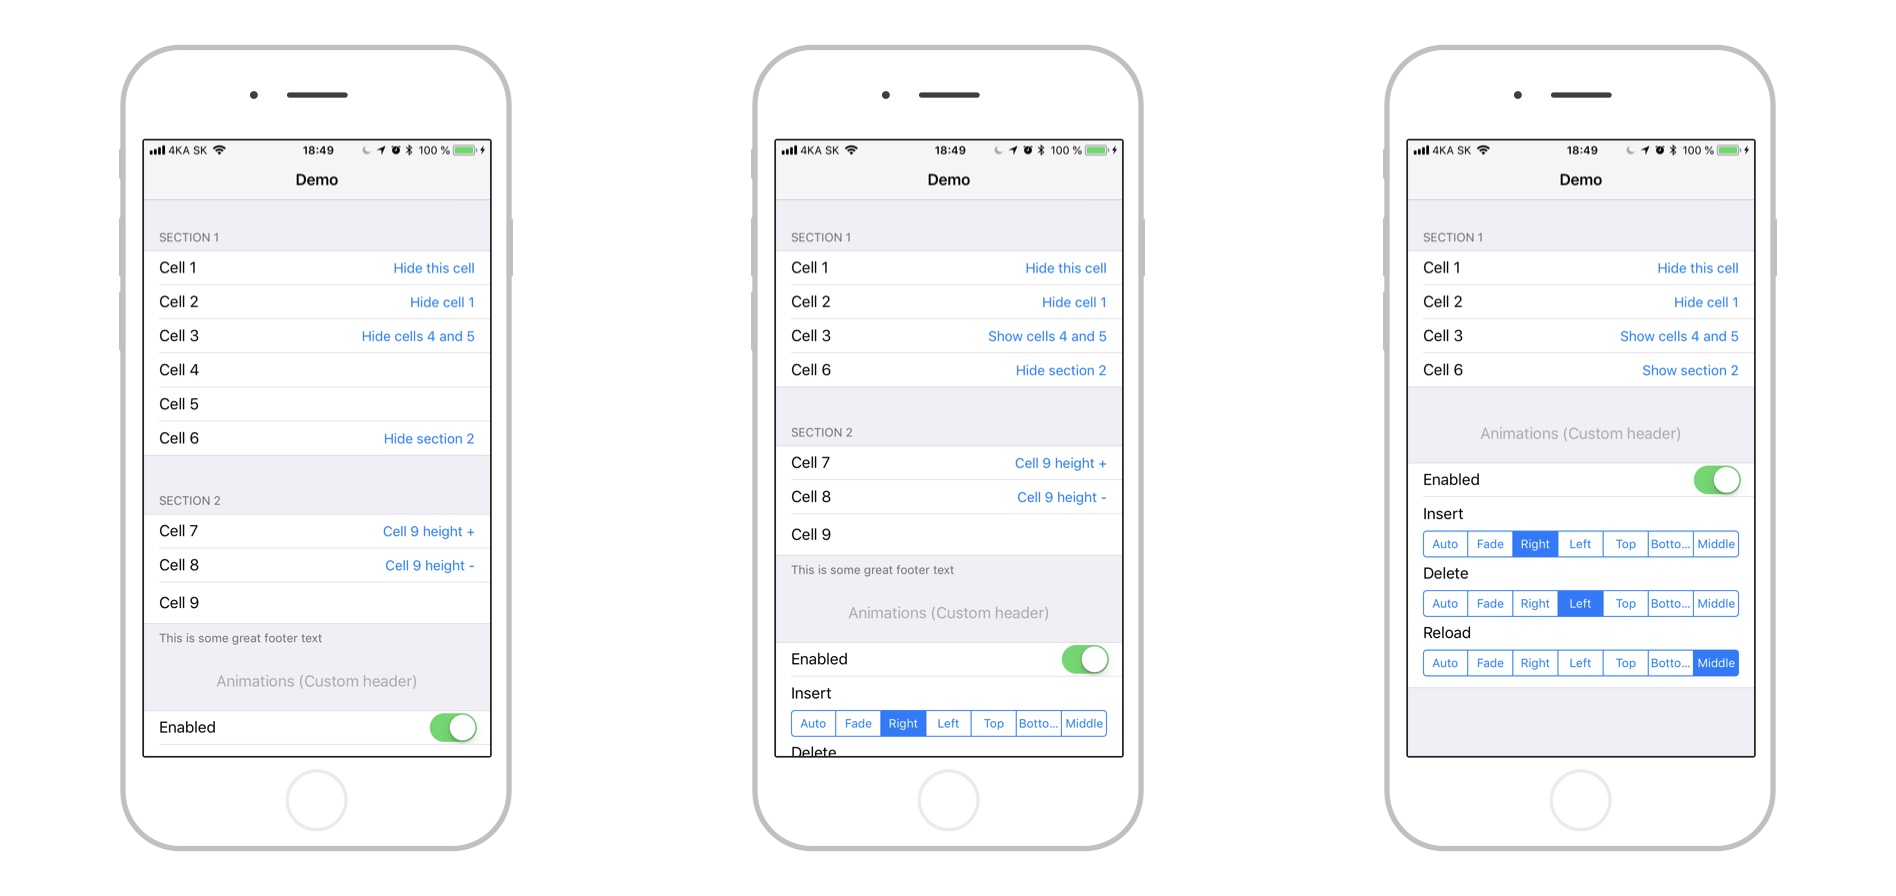 4KA SK 18:49 100 %
Demo
SECTION 1
Cell 1 Hide this cell
Cell 2 Hide cell 1
Cell 3 Hide cells 4 and 5
Cell 4
Cell 5
Cell 6 Hide section 2
SECTION 2
Cell 7 Cell 9 height +
Cell 8 Cell 9 height -
Cell 9
This is some great footer text
Animations (Custom header)
Enabled
4KA SK 18:49 100 %
Demo
SECTION 1
Cell 1 Hide this cell
Cell 2 Hide cell 1
Cell 3 Show cells 4 and 5
Cell 6 Hide section 2
SECTION 2
Cell 7 Cell 9 height +
Cell 8 Cell 9 height -
Cell 9
This is some great footer text
Animations (Custom header)
Enabled
Insert
Auto Fade Right Left Top Botto... Middle
Delete
4KA SK 18:49 100 %
Demo
SECTION 1
Cell 1 Hide this cell
Cell 2 Hide cell 1
Cell 3 Show cells 4 and 5
Cell 6 Show section 2
Animations (Custom header)
Enabled
Insert
Auto Fade Right Left Top Botto... Middle
Delete
Auto Fade Right Left Top Botto... Middle
Reload
Auto Fade Right Left Top Botto... Middle